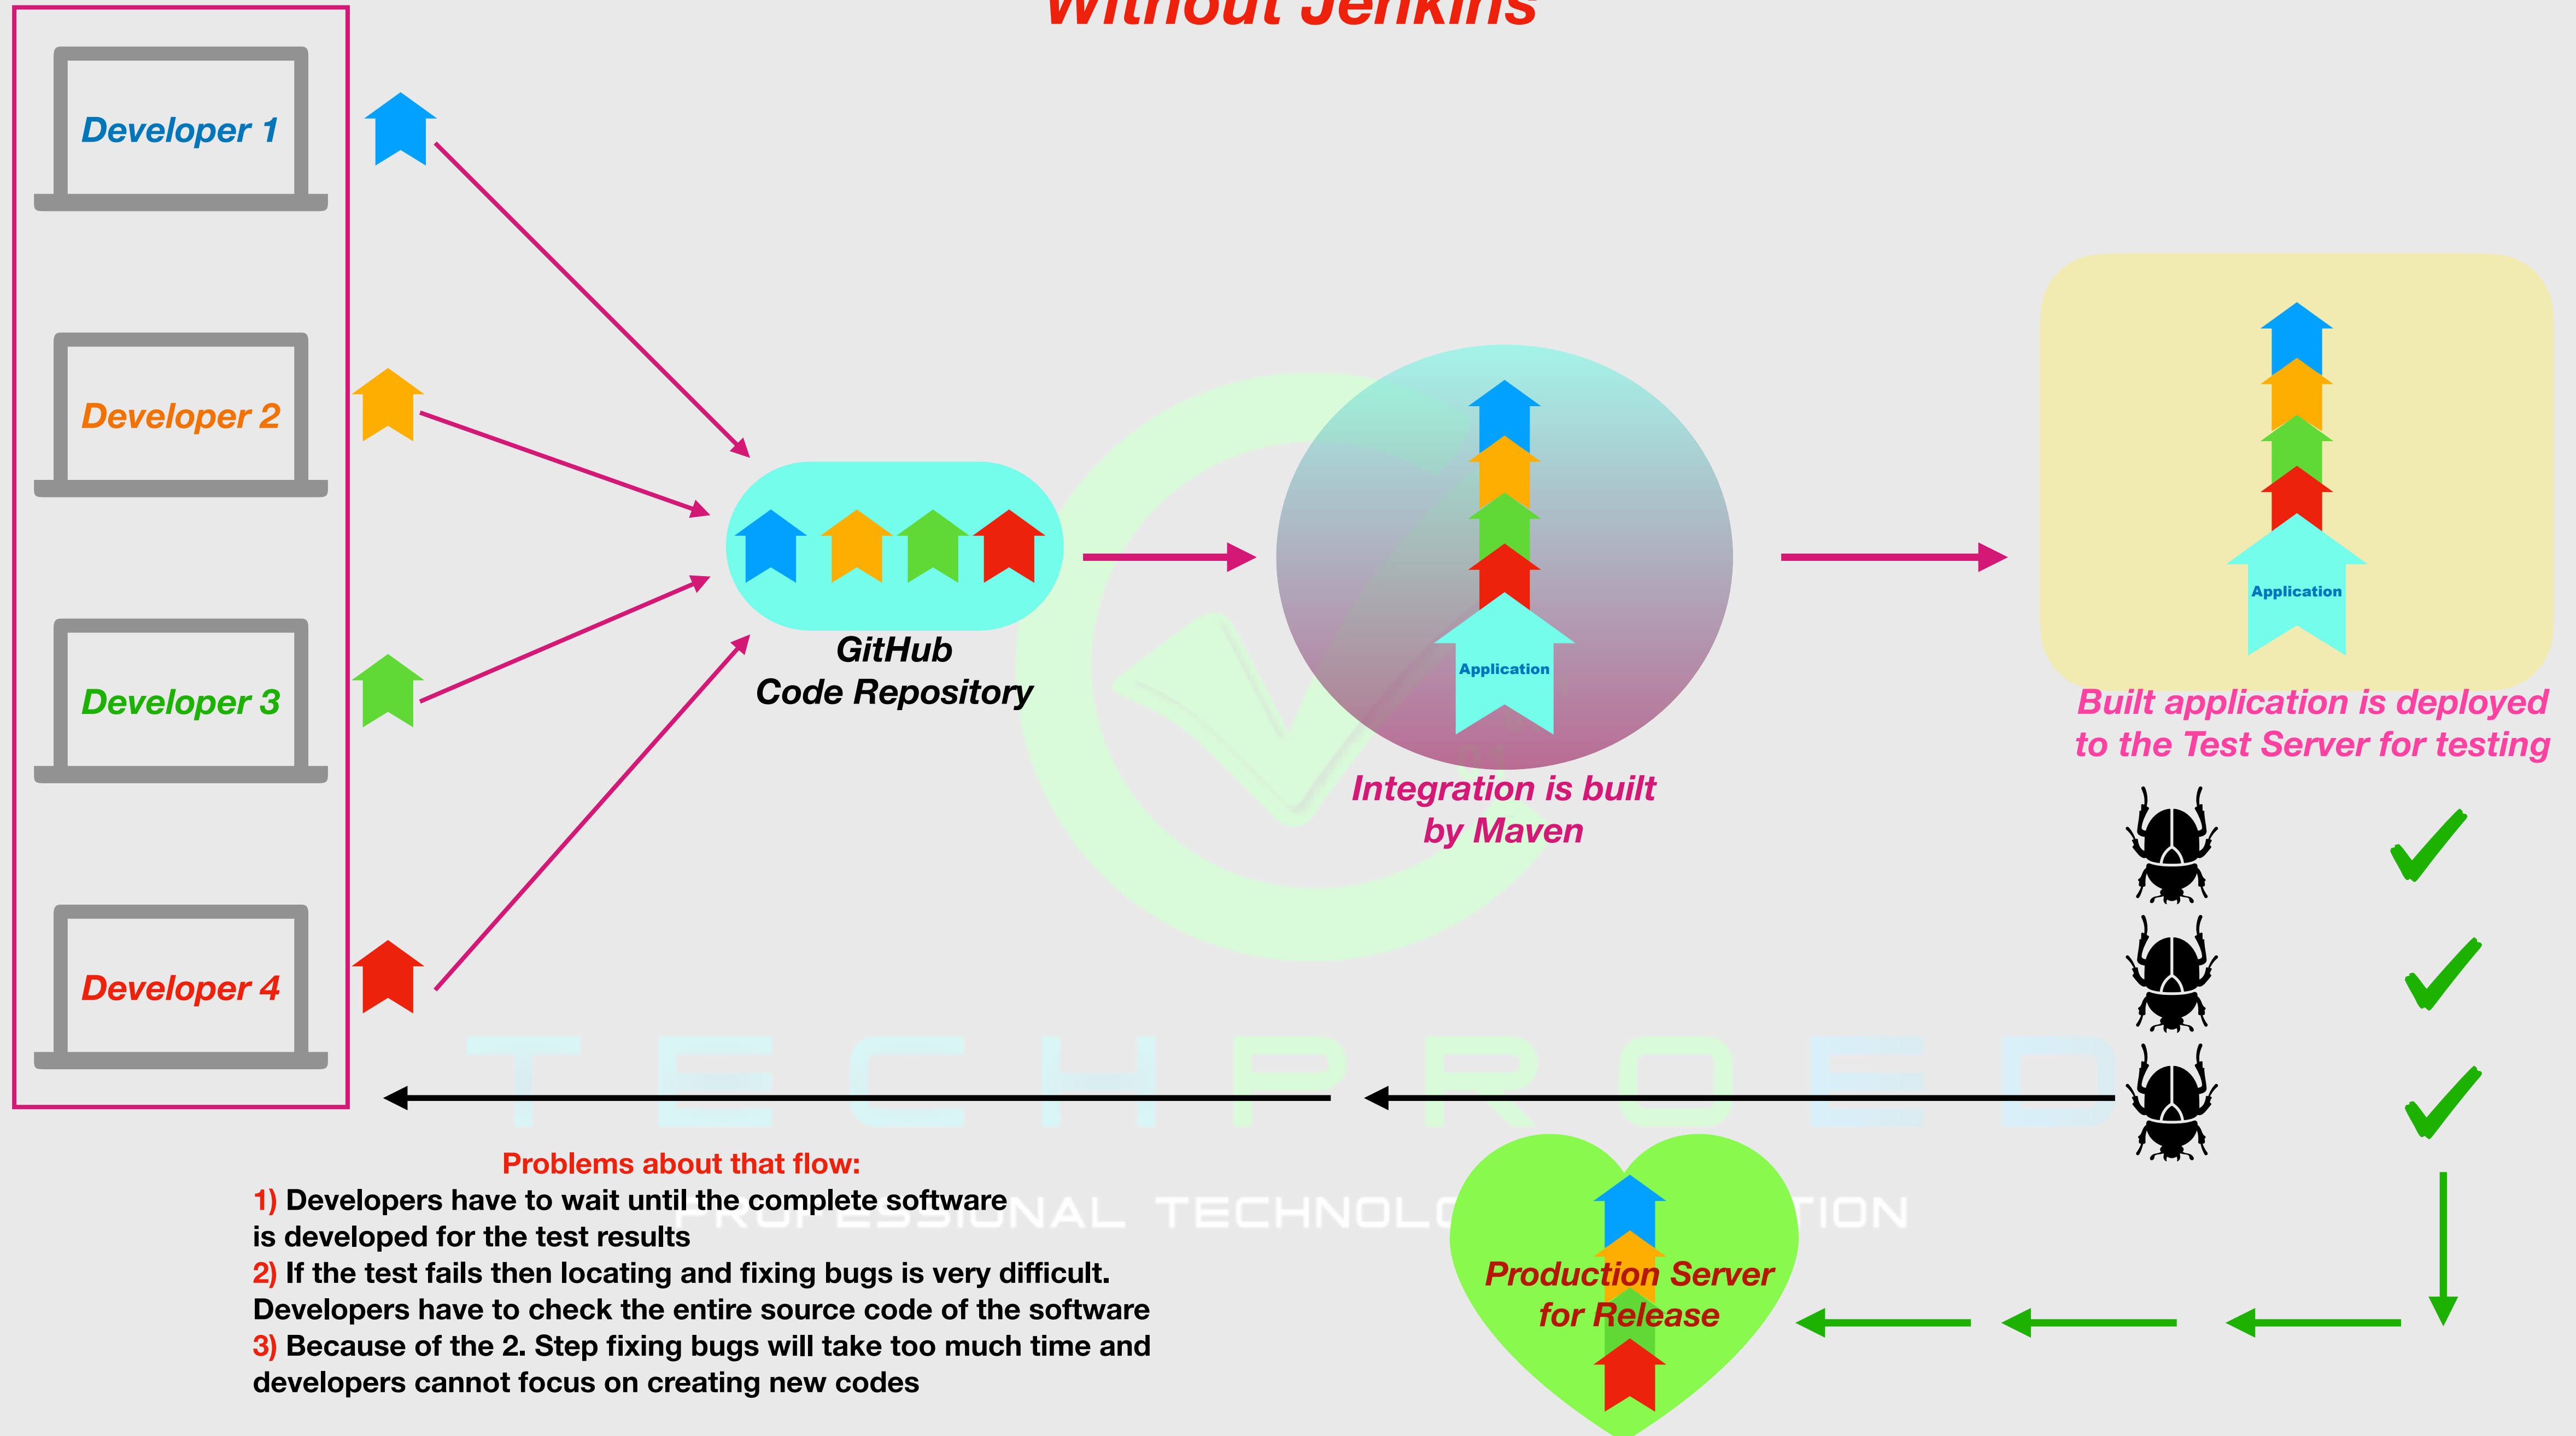 Without Jenkins
Developer 1
Developer 2
Developer 3
Developer 4
GitHub
Code Repository
Application
Integration is built
by Maven
Application
Built application is deployed
to the Test Server for testing
TECHPROED
PROFESSIONAL TECHNOLO TION
Problems about that flow:
1) Developers have to wait until the complete software
is developed for the test results
2) If the test fails then locating and fixing bugs is very difficult.
Developers have to check the entire source code of the software
3) Because of the 2. Step fixing bugs will take too much time and
developers cannot focus on creating new codes
Production Server
for Release